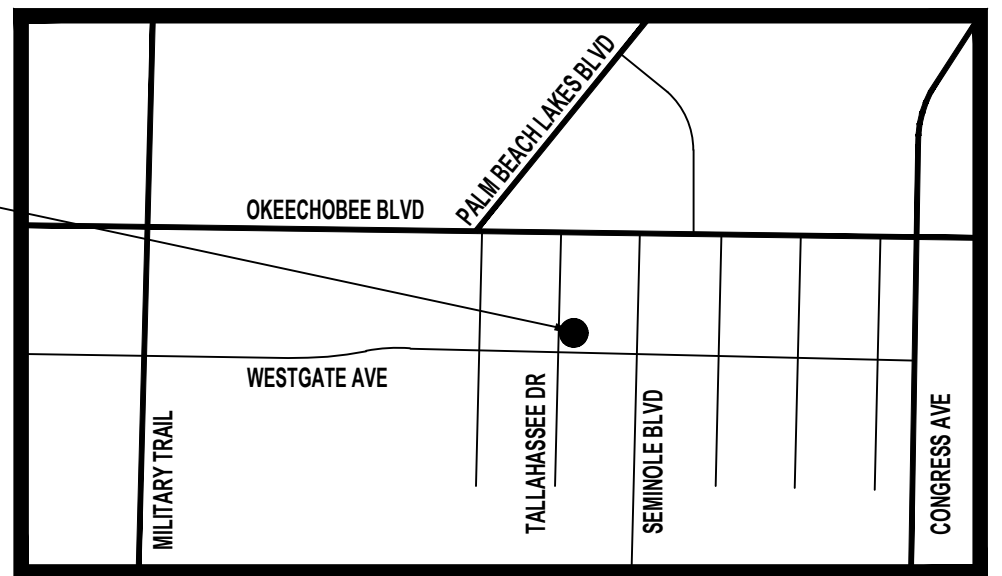 PALM BEACH LAKES BLVD
OKEECHOBEE BLVD
WESTGATE AVE
MILITARY TRAIL
TALLAHASSEE DR
SEMINOLE BLVD
CONGRESS AVE